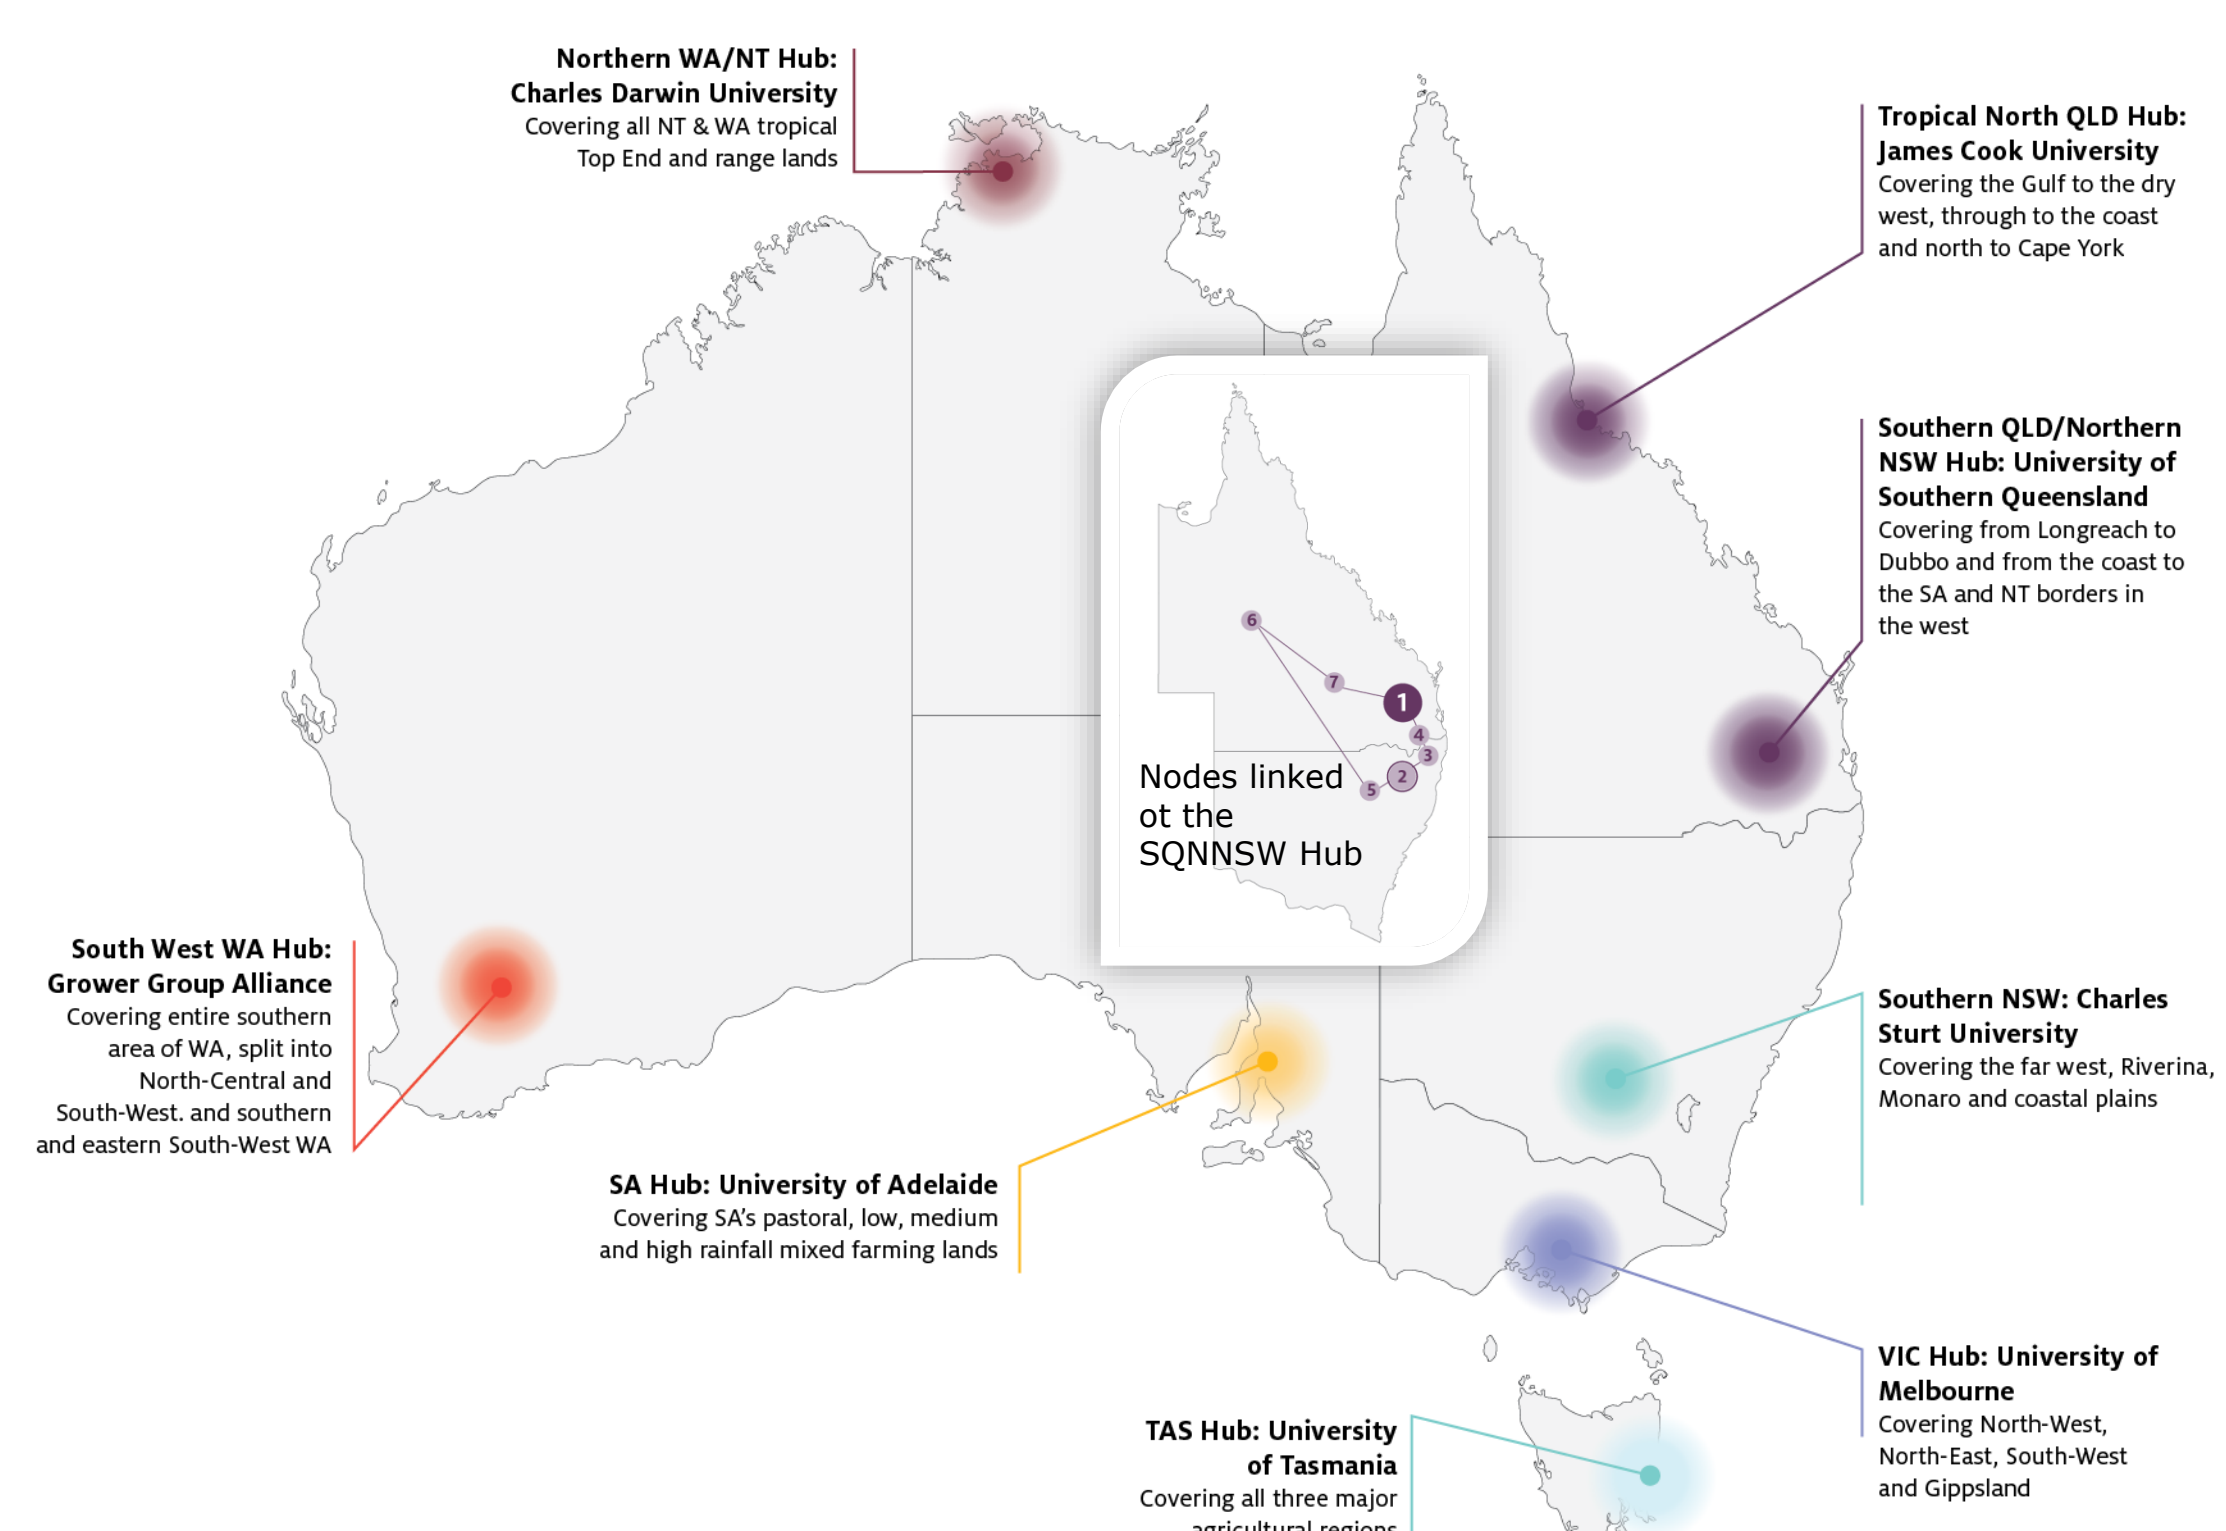 Northern WA/NT Hub:
Charles Darwin University
Covering all NT & WA tropical
Top End and range lands
Tropical North QLD Hub:
James Cook University
Covering the Gulf to the dry
west, through to the coast
and north to Cape York
Southern QLD/Northern
NSW Hub: University of
Southern Queensland
Covering from Longreach to
Dubbo and from the coast to
the SA and NT borders in
the west
6
7
1
4
3
2
5
Nodes linked
ot the
SQNNSW Hub
South West WA Hub:
Grower Group Alliance
Covering entire southern
area of WA, split into
North-Central and
South-West. and southern
and eastern South-West WA
Southern NSW: Charles
Sturt University
Covering the far west, Riverina,
Monaro and coastal plains
SA Hub: University of Adelaide
Covering SA's pastoral, low, medium
and high rainfall mixed farming lands
VIC Hub: University of
Melbourne
Covering North-West,
North-East, South-West
and Gippsland
TAS Hub: University
of Tasmania
Covering all three major
agricultural regions